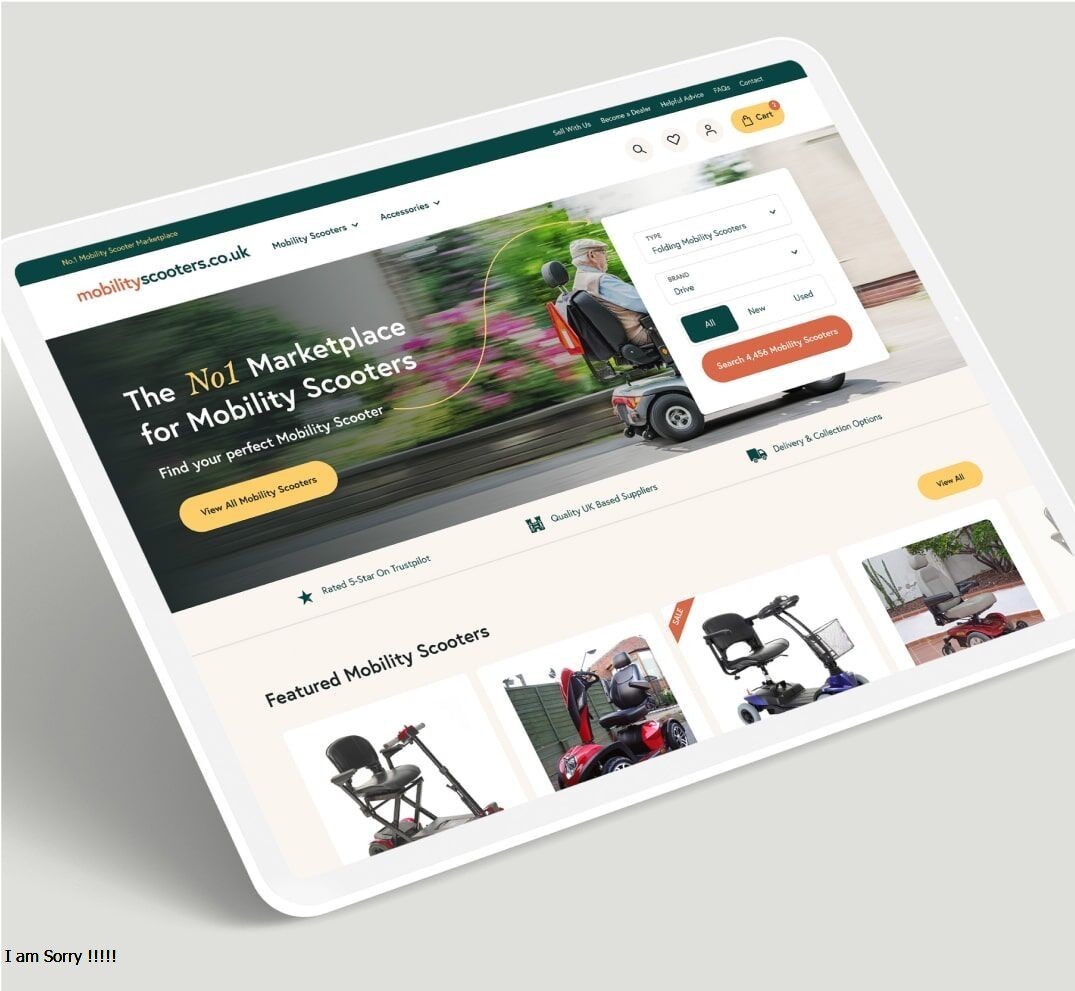 Sell With Us Become a Dealer Helpful Advice FAQs Contact
No.1 Mobility Scooter Marketplace
mobilityscooters.co.uk
Mobility Scooters
Accessories
Cart
2
The No1 Marketplace
for Mobility Scooters
Find your perfect Mobility Scooter
View All Mobility Scooters
TYPE
Folding Mobility Scooters
BRAND
Drive
All
New
Used
Search 4,456 Mobility Scooters
Rated 5-Star On Trustpilot
Quality UK Based Suppliers
Delivery & Collection Options
Featured Mobility Scooters
View All
SALE
I am Sorry !!!!!